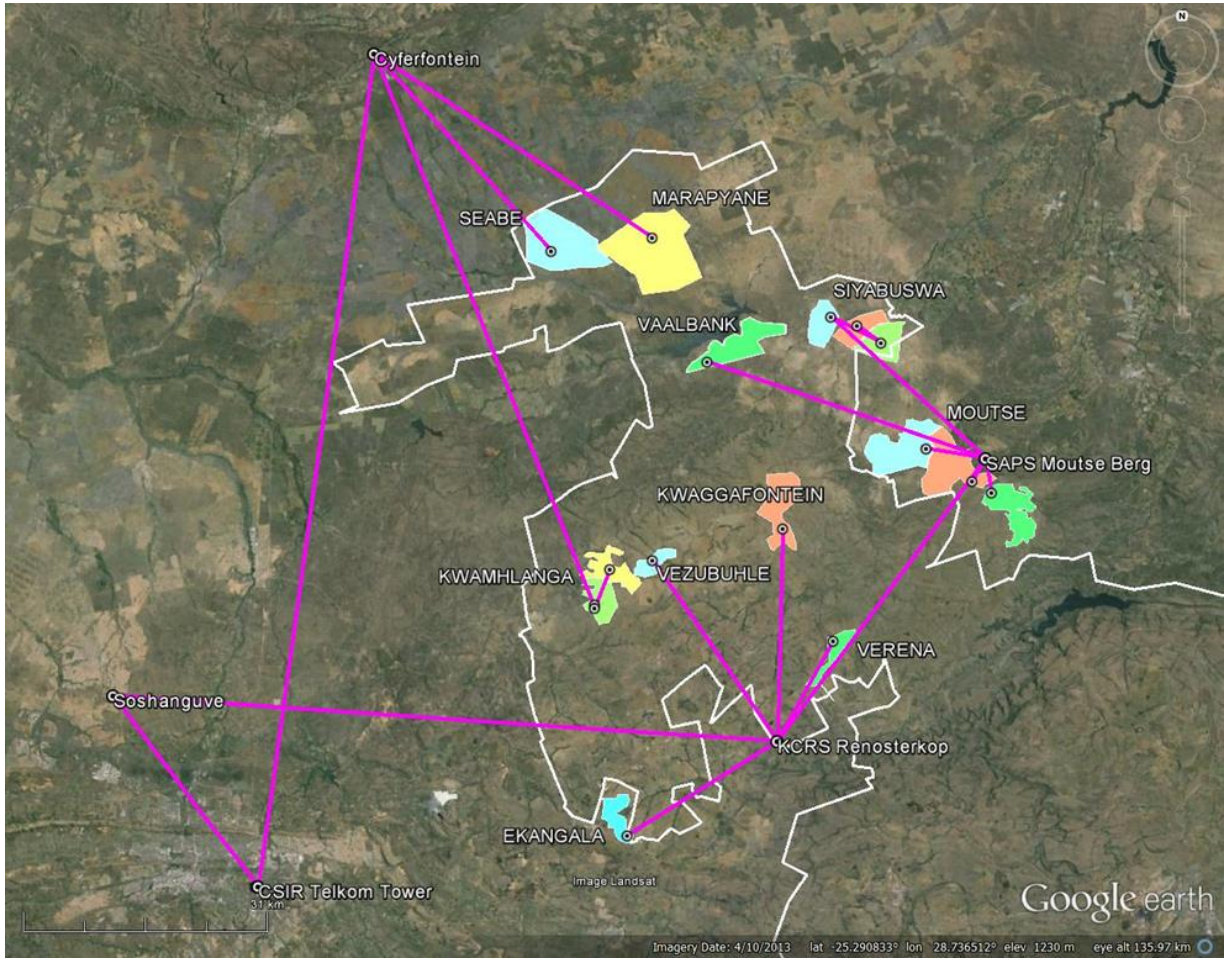 N
Cyferfontein
MARAPYANE
SEABE
SIYABUSWA
VAALBANK
MOUTSE
SAPS Moutse Berg
KWAGGAFONTEIN
KWAMHLANGA
VEZUBUHLE
VERENA
Soshanguve
KCRS Renosterkop
EKANGALA
Image Landsat
CSIR Telkom Tower
31 km
Google earth
Imagery Date: 4/10/2013 lat -25.290833° lon 28.736512° elev 1230 m eye alt 135.97 km